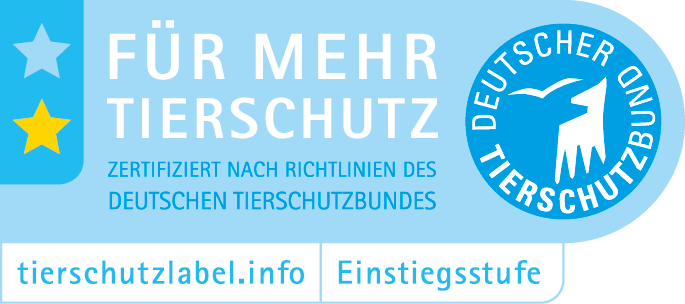 FÜR MEHR
TIERSCHUTZ
ZERTIFIZIERT NACH RICHTLINIEN DES
DEUTSCHEN TIERSCHUTZBUNDES
DEUTSCHER
TIERSCHUTZBUND
tierschutzlabel.info
Einstiegsstufe